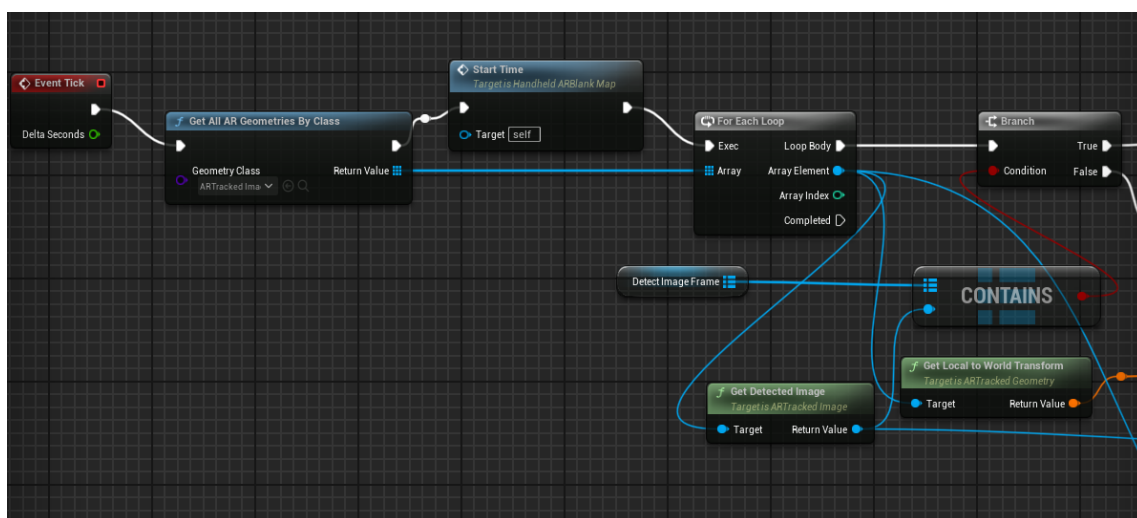 Event Tick
Delta Seconds
Get All AR Geometries By Class
Geometry Class
ARTracked Ima
Return Value
Start Time
Target is Handheld ARBlank Map
Target self
For Each Loop
Exec
Loop Body
Array
Array Element
Array Index
Completed
Branch
True
Condition
False
Detect Image Frame
CONTAINS
Get Local to World Transform
Target is ARTracked Geometry
Target
Return Value
Get Detected Image
Target is ARTracked Image
Target
Return Value